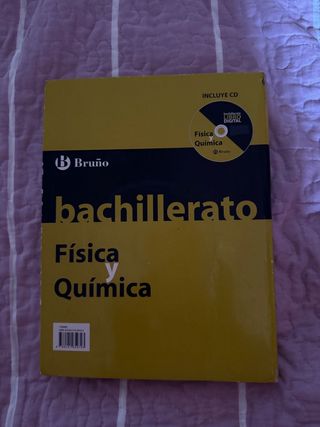 INCLUYE CD
LIBRO
DIGITAL
Física
y
Química
Bruño
B Bruño
bachillerato
Física
y
Química